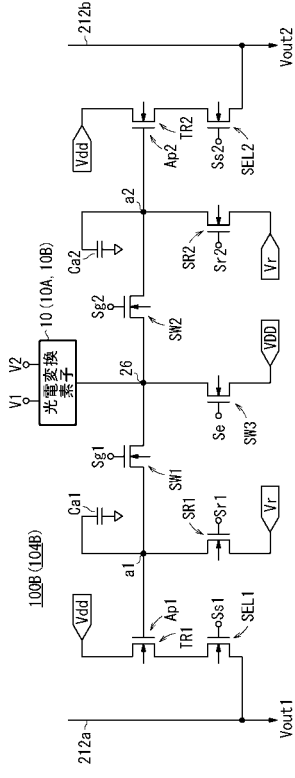 100B(104B)
10 (10A, 10B)
V1
V2
光電変換
素子
212a
212b
Vdd
Vdd
Ca1
Ca2
a1
26
a2
Sg1
Sg2
SW1
SW2
Ap1
TR1
Ap2
TR2
Ss1
SEL1
SR1
Sr1
Se
SW3
SR2
Sr2
Ss2
SEL2
Vr
VDD
Vr
Vout1
Vout2